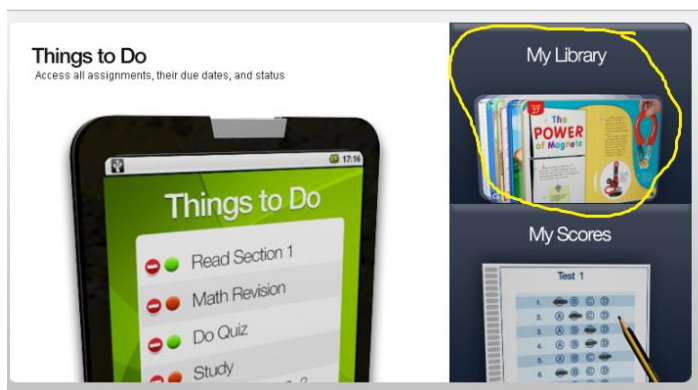 Things to Do
Access all assignments, their due dates, and status
17:16
Things to Do
Read Section 1
Math Revision
Do Quiz
Study
My Library
The
POWER
of Magnets
My Scores
Test 1
1. B C D
2. A C D
3. A B D
4. A B D
5. A B C
6. B C D